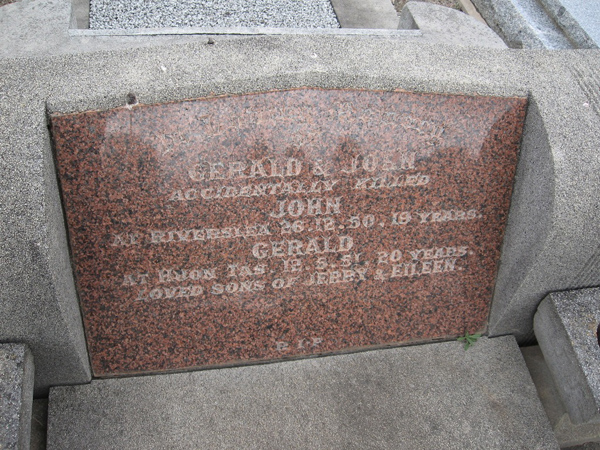 GERALD & JOHN
ACCIDENTALLY KILLED
JOHN
AT RIVERSLEA 26.12.50. 19 YEARS.
GERALD
AT HUON TAS. 12.2.51. 20 YEARS.
LOVED SONS OF JERRY & EILEEN.
R.I.P